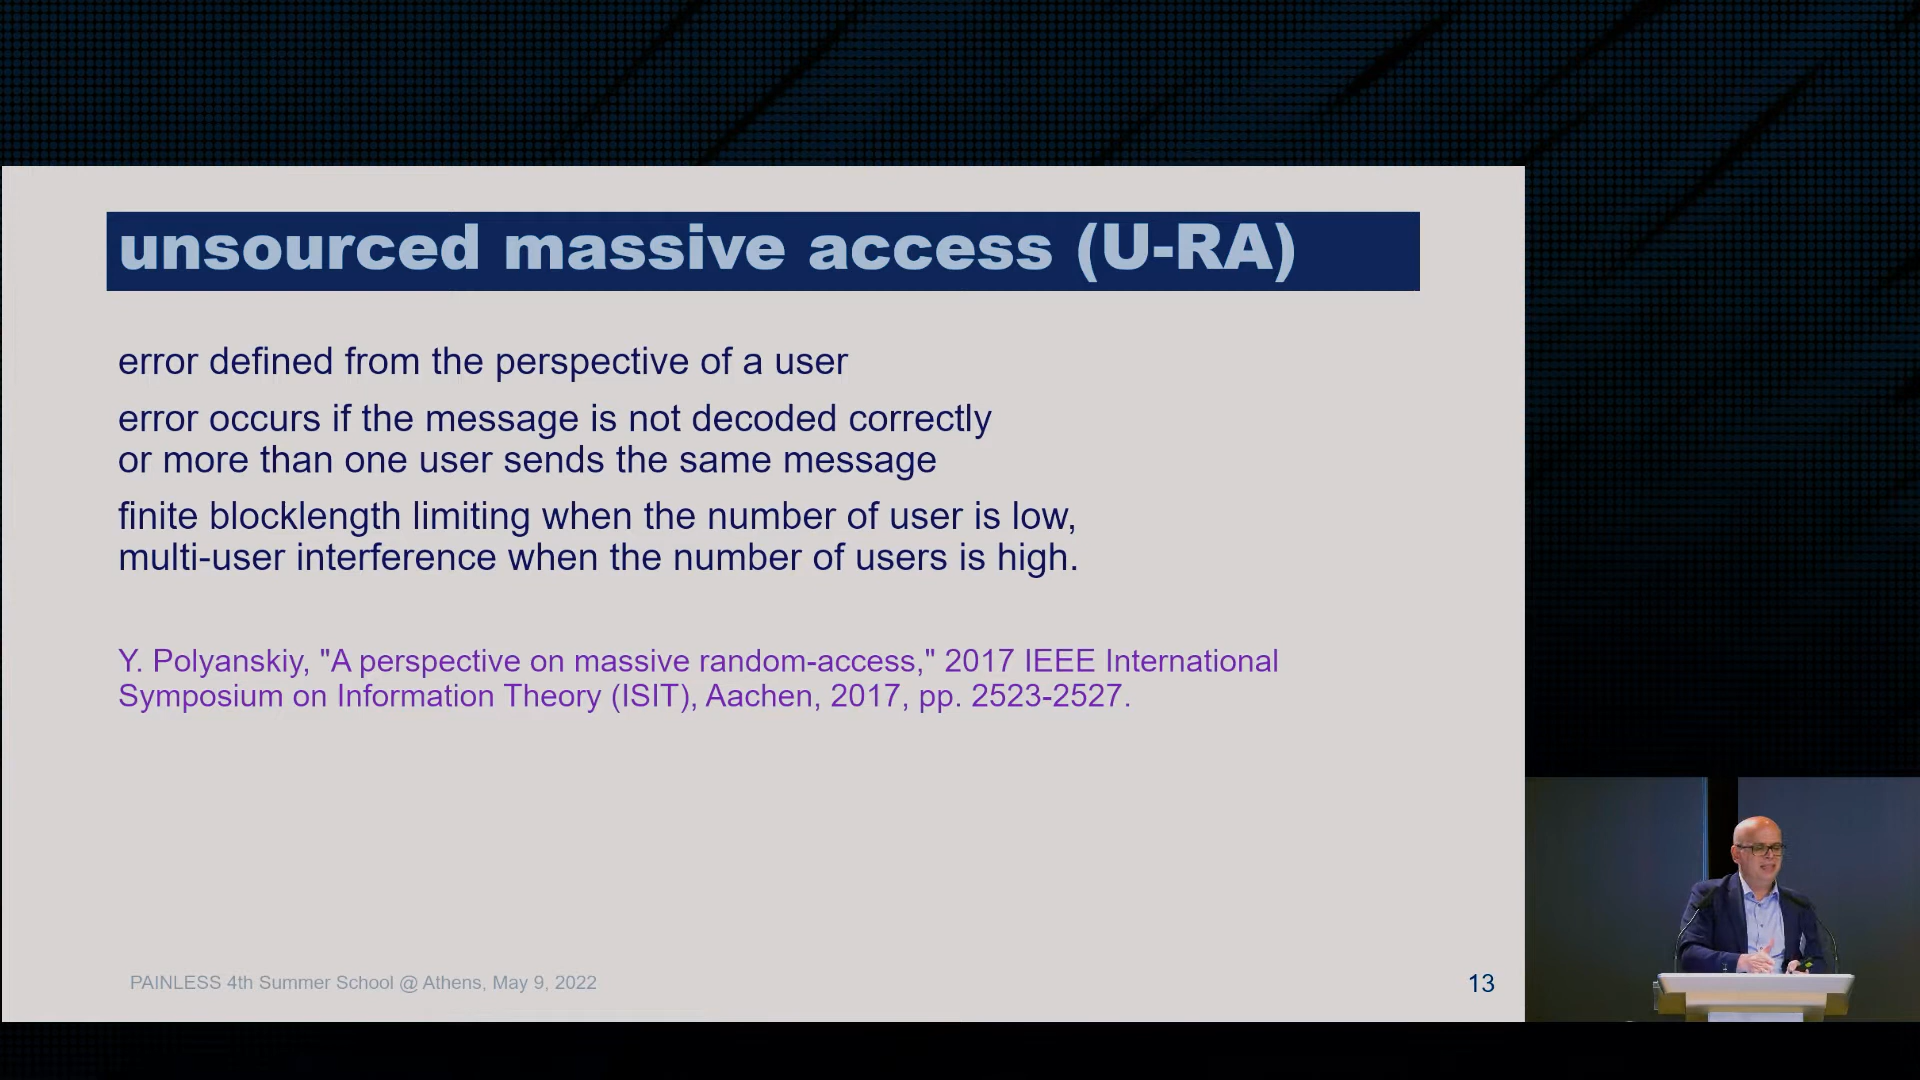 unsourced massive access (U-RA)
error defined from the perspective of a user
error occurs if the message is not decoded correctly
or more than one user sends the same message
finite blocklength limiting when the number of user is low,
multi-user interference when the number of users is high.
Y. Polyanskiy, "A perspective on massive random-access," 2017 IEEE International
Symposium on Information Theory (ISIT), Aachen, 2017, pp. 2523-2527.
PAINLESS 4th Summer School @ Athens, May 9, 2022
13